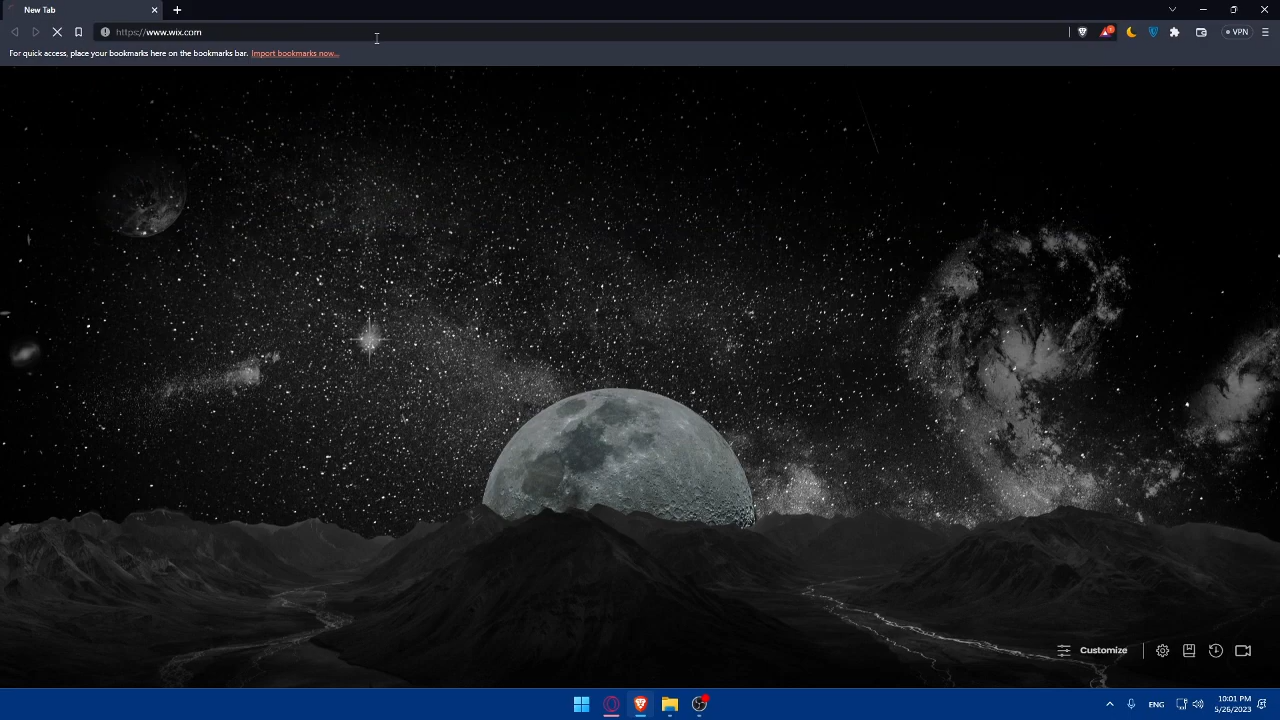 New Tab
https://www.wix.com
VPN
For quick access, place your bookmarks here on the bookmarks bar. Import bookmarks now...
Customize
ENG
10:01 PM
5/26/2023